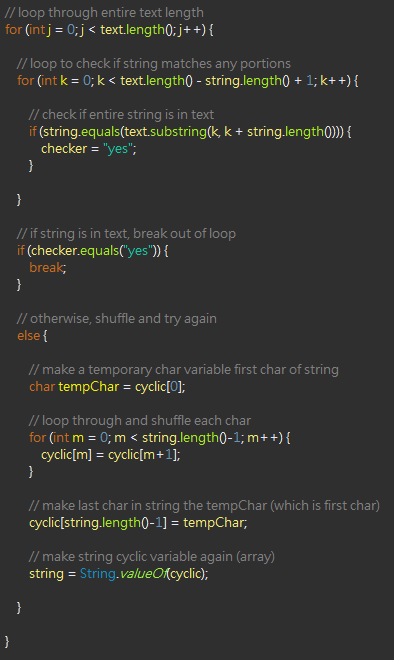 // loop through entire text length
for (int j = 0; j < text.length(); j++) {
// loop to check if string matches any portions
for (int k = 0; k < text.length() - string.length() + 1; k++) {
// check if entire string is in text
if (string.equals(text.substring(k, k + string.length()))) {
checker = "yes";
}
}
// if string is in text, break out of loop
if (checker.equals("yes")) {
break;
}
// otherwise, shuffle and try again
else {
// make a temporary char variable first char of string
char tempChar = cyclic[0];
// loop through and shuffle each char
for (int m = 0; m < string.length()-1; m++) {
cyclic[m] = cyclic[m+1];
}
// make last char in string the tempChar (which is first char)
cyclic[string.length()-1] = tempChar;
// make string cyclic variable again (array)
string = String.valueOf(cyclic);
}
}